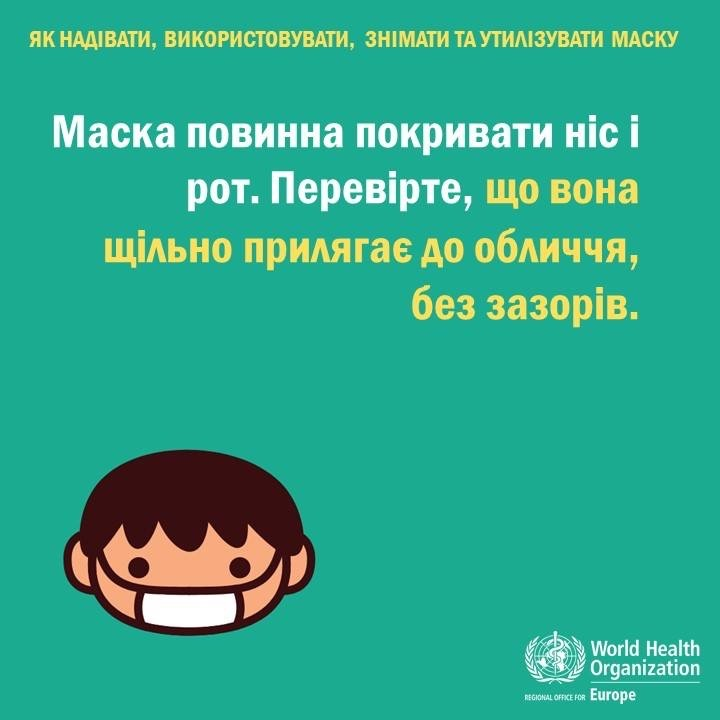 ЯК НАДІВАТИ, ВИКОРИСТОВУВАТИ, ЗНІМАТИ ТА УТИЛІЗУВАТИ МАСКУ
Маска повинна покривати ніс і
рот. Перевірте, що вона
щільно прилягає до обличчя,
без зазорів.
World Health
Organization
REGIONAL OFFICE FOR Europe